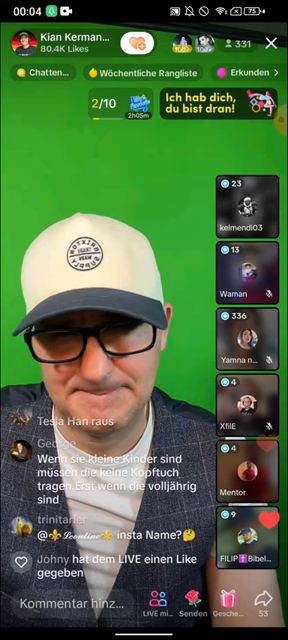 00:04
75
Kian Kerman...
80.4K Likes
100+
100+
331
Chatten...
Wöchentliche Rangliste
Erkunden >
2/10
2h05m
Ich hab dich,
du bist dran!
23
kelmendi03
13
Waman
336
Yamna n...
4
XfilE
4
Mentor
9
FILIP✝️Bibel...
Tesla Han raus
George
Wenn sie kleine Kinder sind
müssen die keine Kopftuch
tragen.Erst wenn die volljährig
sind
trinitarier
@⚜️𝓛𝓮𝓸𝓷𝓽𝓲𝓷𝓮⚜️ insta Name?🤔
Johny hat dem LIVE einen Like
gegeben
Kommentar hinz...
LIVE mi...
Senden
Gesche...
53